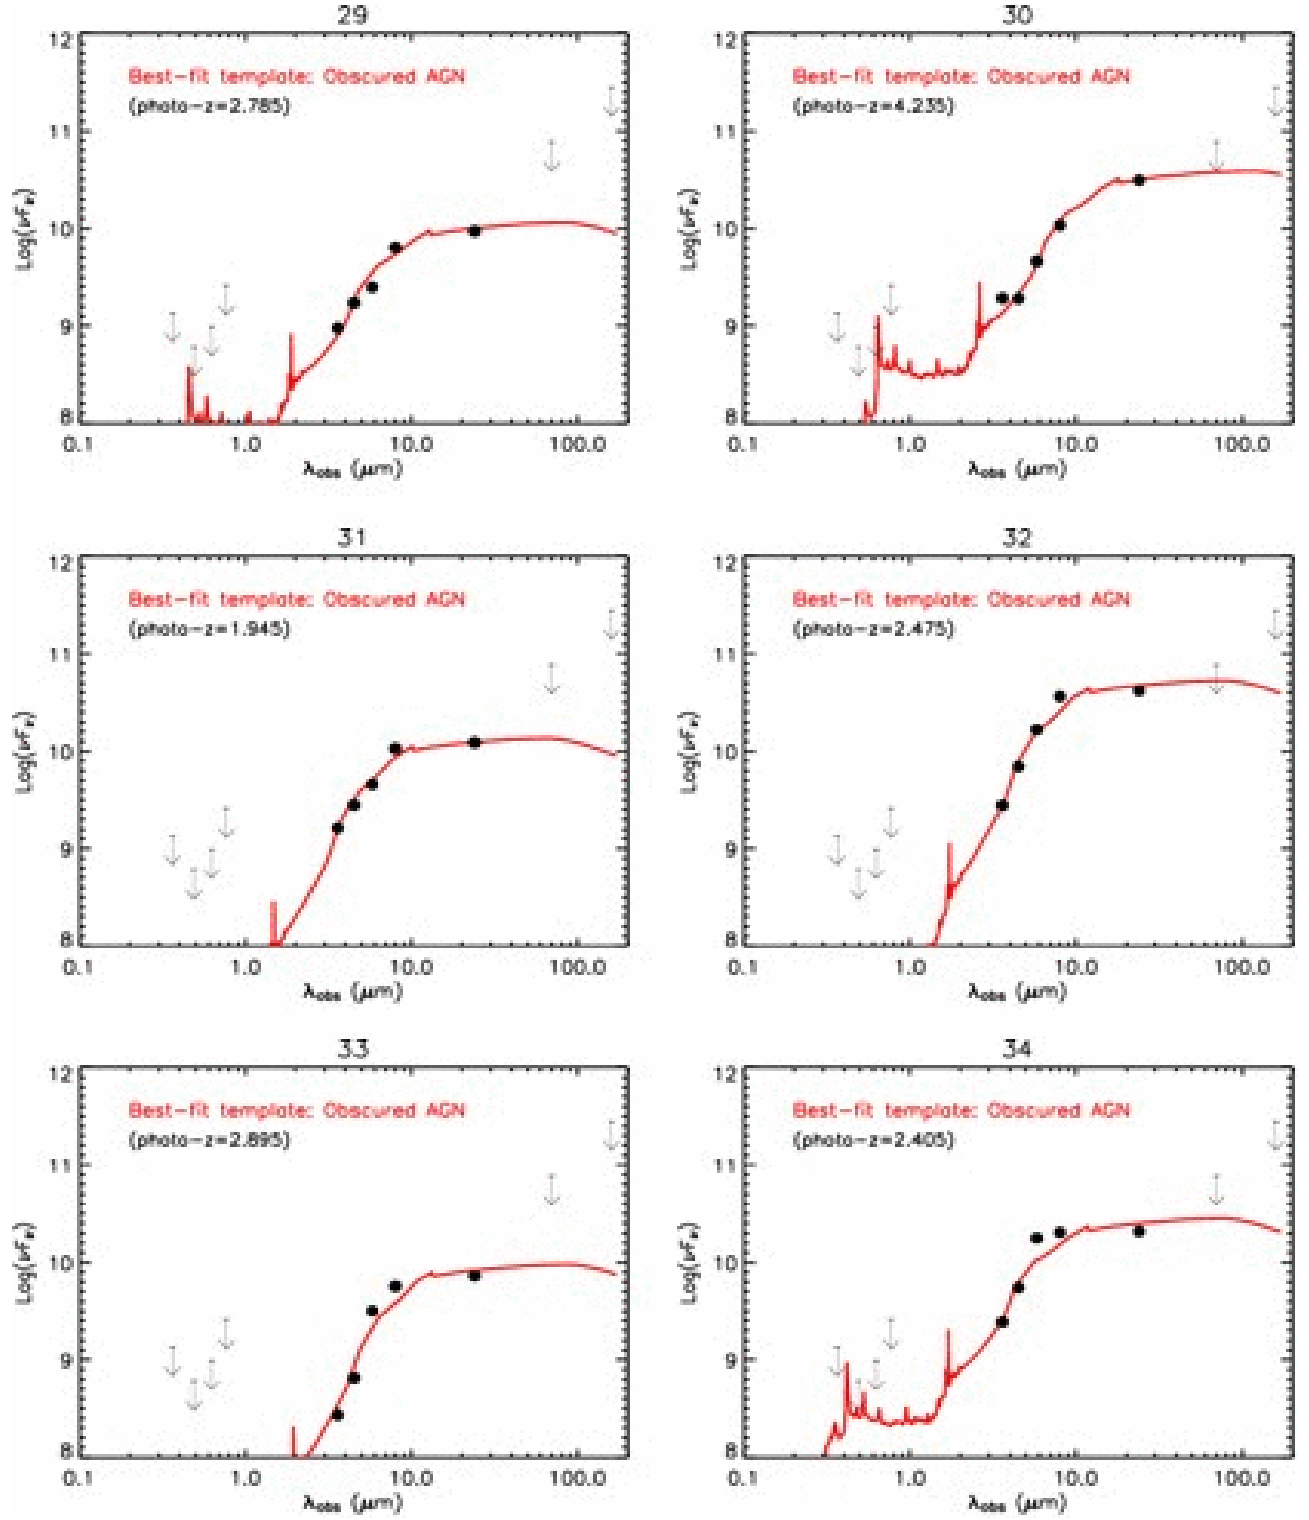 29
12
11
10
9
8
Log(νFν)
Best-fit template: Obscured AGN
(photo-z=2.785)
0.1 1.0 10.0 100.0
λobs (μm)
30
12
11
10
9
8
Log(νFν)
Best-fit template: Obscured AGN
(photo-z=4.235)
0.1 1.0 10.0 100.0
λobs (μm)
31
12
11
10
9
8
Log(νFν)
Best-fit template: Obscured AGN
(photo-z=1.945)
0.1 1.0 10.0 100.0
λobs (μm)
32
12
11
10
9
8
Log(νFν)
Best-fit template: Obscured AGN
(photo-z=2.475)
0.1 1.0 10.0 100.0
λobs (μm)
33
12
11
10
9
8
Log(νFν)
Best-fit template: Obscured AGN
(photo-z=2.895)
0.1 1.0 10.0 100.0
λobs (μm)
34
12
11
10
9
8
Log(νFν)
Best-fit template: Obscured AGN
(photo-z=2.405)
0.1 1.0 10.0 100.0
λobs (μm)